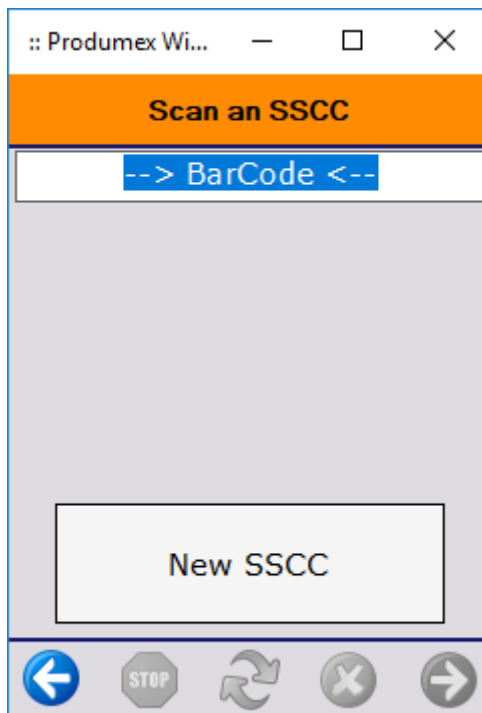 :: Produmex Wi...
Scan an SSCC
--> BarCode <--
New SSCC
STOP